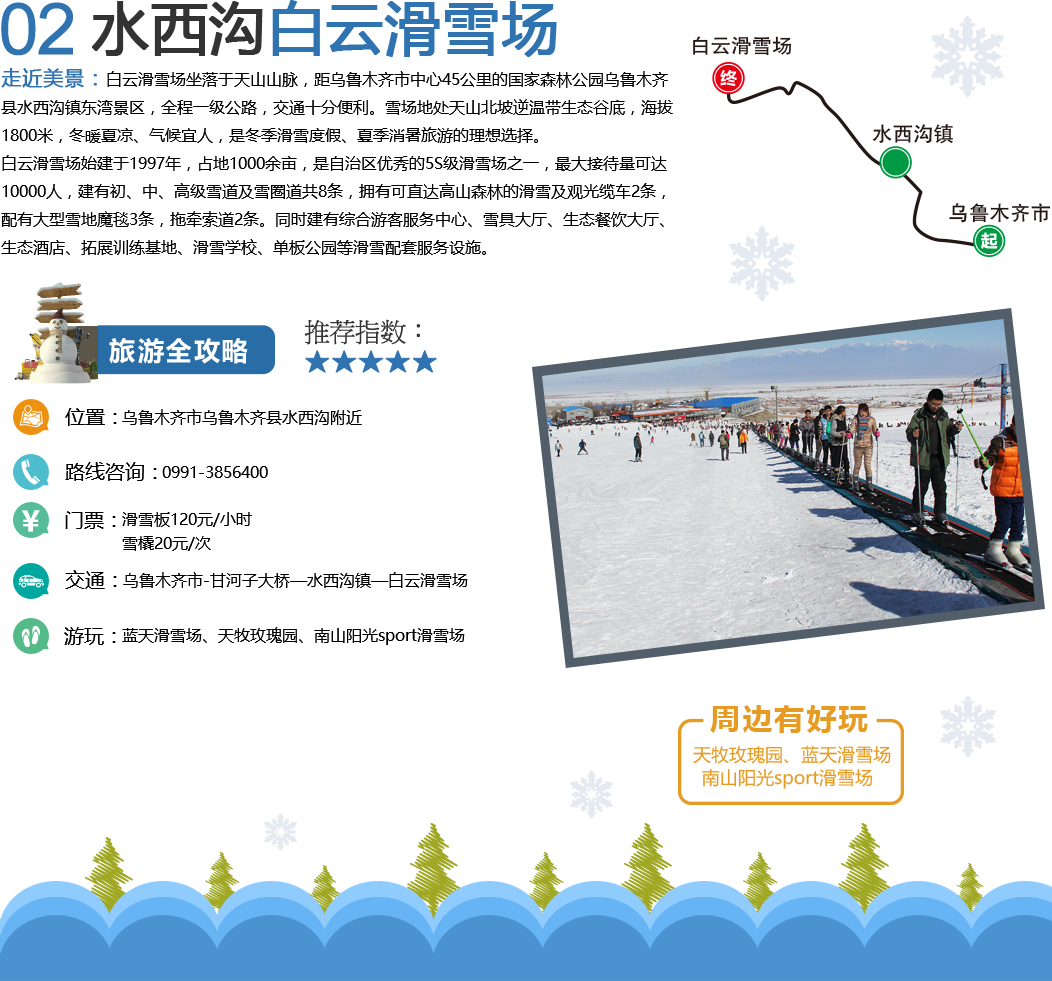 02 水西沟白云滑雪场
走近美景：白云滑雪场坐落于天山山脉，距乌鲁木齐市中心45公里的国家森林公园乌鲁木齐
县水西沟镇东湾景区，全程一级公路，交通十分便利。雪场地处天山北坡逆温带生态谷底，海拔
1800米，冬暖夏凉、气候宜人，是冬季滑雪度假、夏季消暑旅游的理想选择。
白云滑雪场始建于1997年，占地1000余亩，是自治区优秀的5S级滑雪场之一，最大接待量可达
10000人，建有初、中、高级雪道及雪圈道共8条，拥有可直达高山森林的滑雪及观光缆车2条，
配有大型雪地魔毯3条，拖牵索道2条。同时建有综合游客服务中心、雪具大厅、生态餐饮大厅、
生态酒店、拓展训练基地、滑雪学校、单板公园等滑雪配套服务设施。
白云滑雪场
终
水西沟镇
乌鲁木齐市
起
旅游全攻略
推荐指数：
位置：乌鲁木齐市乌鲁木齐县水西沟附近
路线咨询：0991-3856400
¥ 门票：滑雪板120元/小时
雪橇20元/次
交通：乌鲁木齐市-甘河子大桥—水西沟镇—白云滑雪场
游玩：蓝天滑雪场、天牧玫瑰园、南山阳光sport滑雪场
周边有好玩
天牧玫瑰园、蓝天滑雪场
南山阳光sport滑雪场